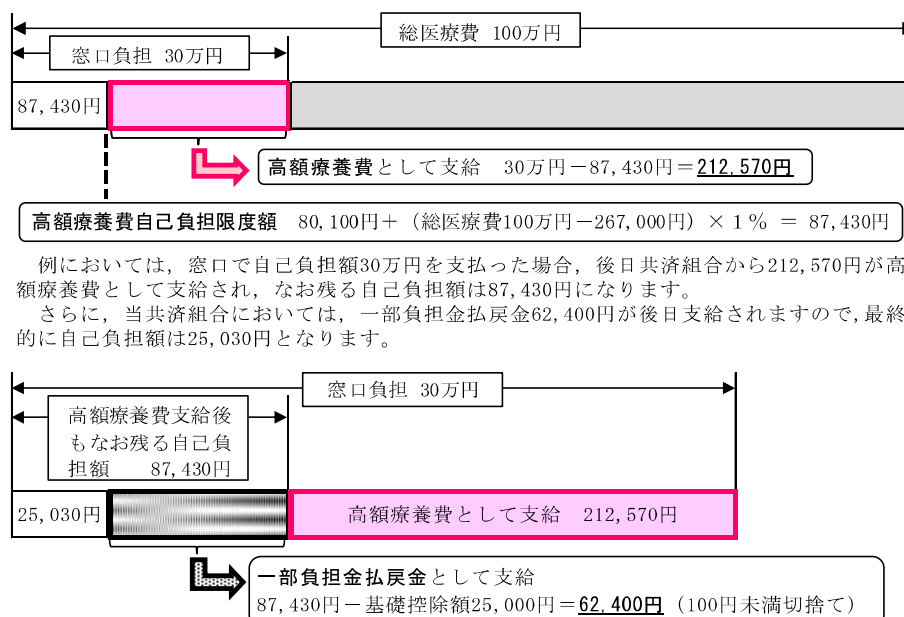 総医療費 100万円
窓口負担 30万円
87,430円
高額療養費として支給 30万円－87,430円＝212,570円
高額療養費自己負担限度額 80,100円＋（総医療費100万円－267,000円）×１％ ＝ 87,430円
例においては，窓口で自己負担額30万円を支払った場合，後日共済組合から212,570円が高
額療養費として支給され，なお残る自己負担額は87,430円になります。
さらに，当共済組合においては，一部負担金払戻金62,400円が後日支給されますので，最終
的に自己負担額は25,030円となります。
窓口負担 30万円
高額療養費支給後
もなお残る自己負
担額 87,430円
25,030円
高額療養費として支給 212,570円
一部負担金払戻金として支給
87,430円－基礎控除額25,000円＝62,400円（100円未満切捨て）